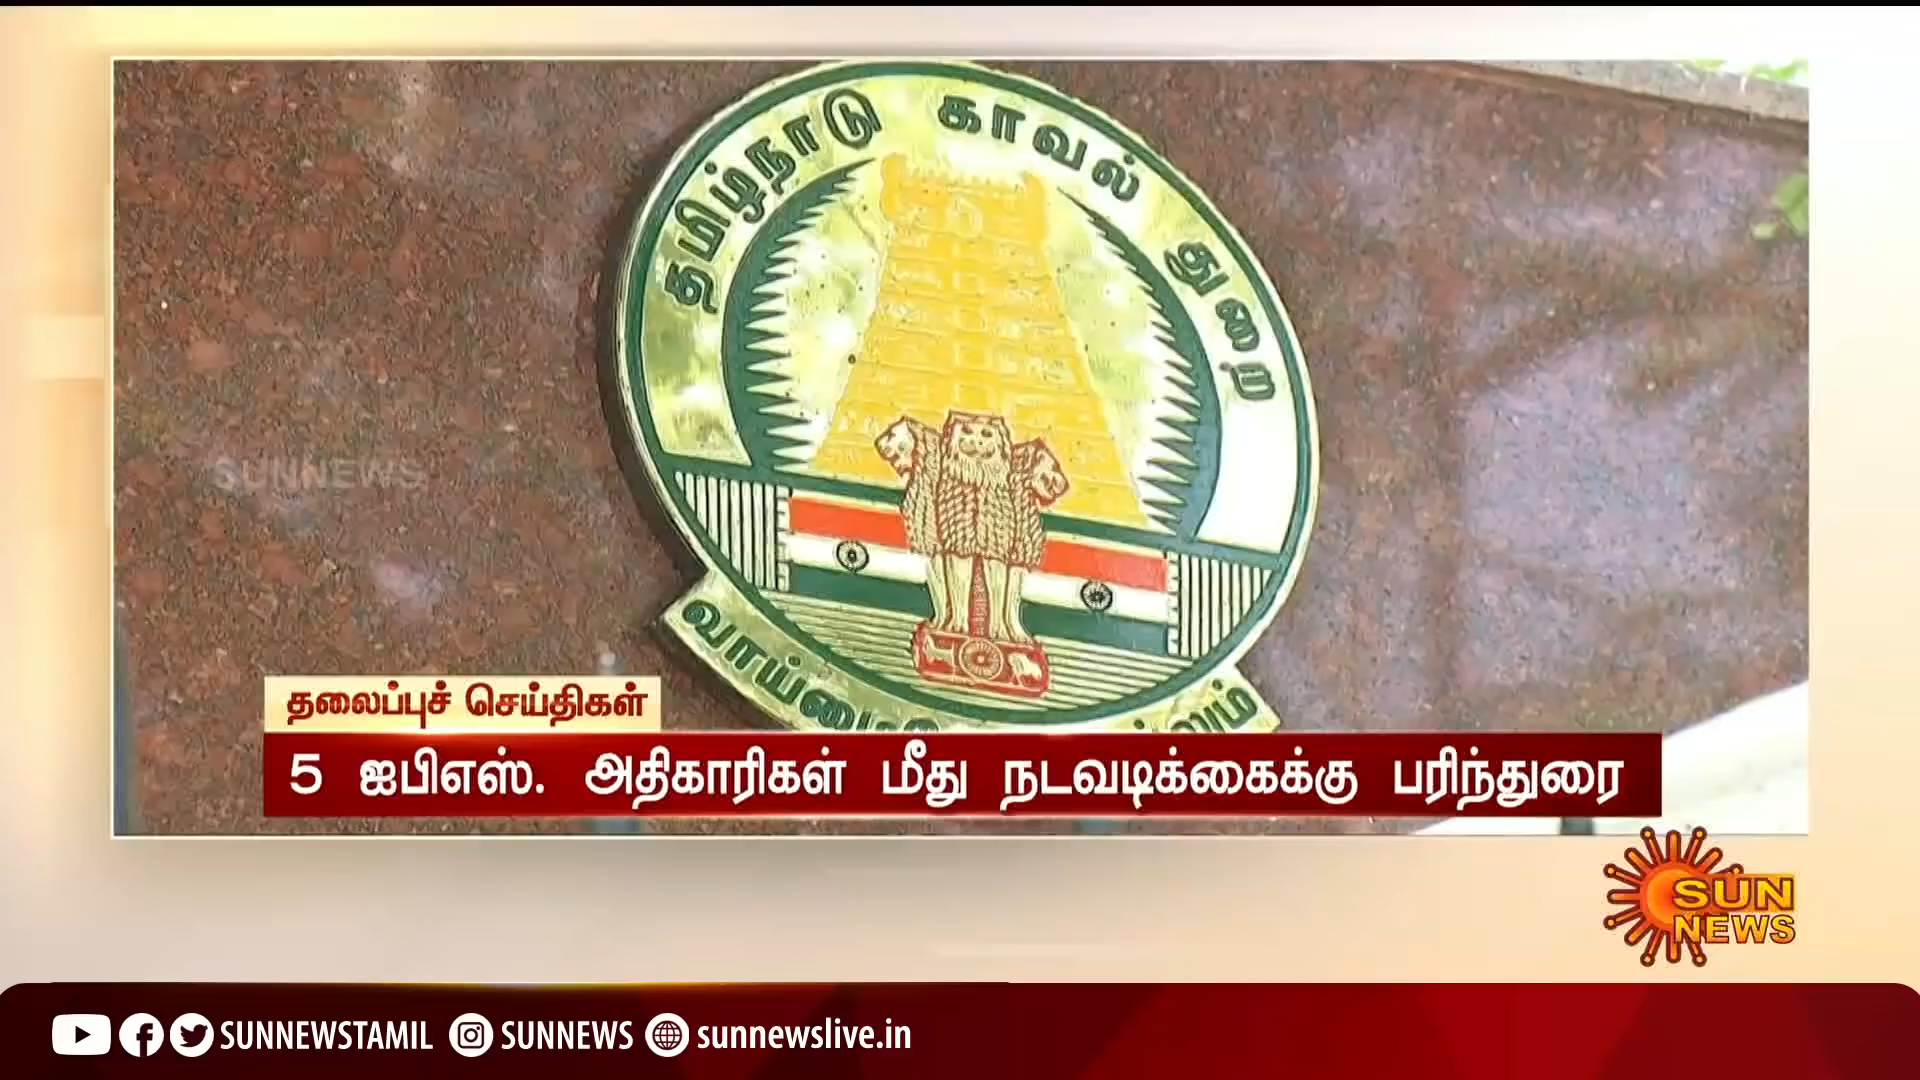 தமிழ்நாடு காவல் துறை
SUNNEWS
தலைப்புச் செய்திகள்
5 ஐபிஎஸ். அதிகாரிகள் மீது நடவடிக்கைக்கு பரிந்துரை
SUN
NEWS
SUNNEWSTAMIL SUNNEWS sunnewslive.in